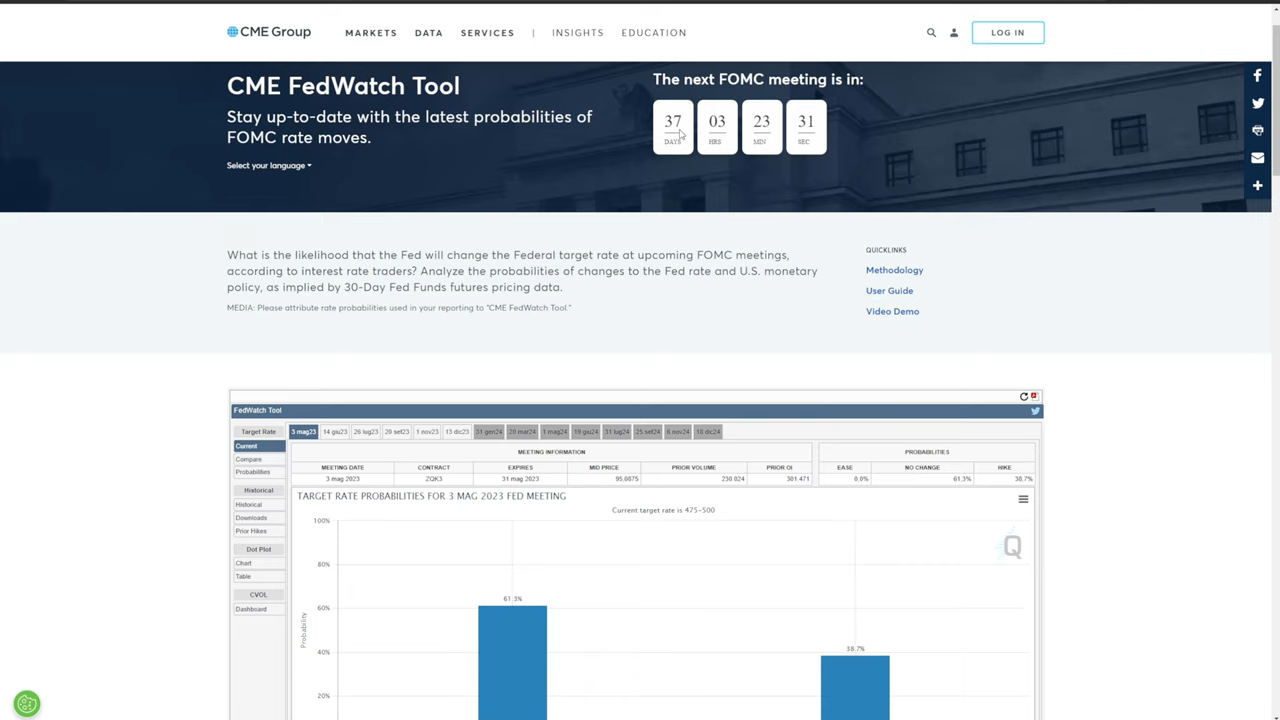 CME Group
MARKETS DATA SERVICES | INSIGHTS EDUCATION
LOG IN
CME FedWatch Tool
Stay up-to-date with the latest probabilities of
FOMC rate moves.
Select your language
The next FOMC meeting is in:
37 03 23 31
DAYS HRS MIN SEC
What is the likelihood that the Fed will change the Federal target rate at upcoming FOMC meetings,
according to interest rate traders? Analyze the probabilities of changes to the Fed rate and U.S. monetary
policy, as implied by 30-Day Fed Funds futures pricing data.
MEDIA: Please attribute rate probabilities used in your reporting to "CME FedWatch Tool."
QUICKLINKS
Methodology
User Guide
Video Demo
FedWatch Tool
Target Rate
Current
Compare
Probabilities
Historical
Historical
Downloads
Prior Hikes
Dot Plot
Chart
Table
CVOL
Dashboard
3 mag23 14 giu23 26 lug23 20 set23 1 nov23 13 dic23 31 gen24 20 mar24 1 mag24 19 giu24 31 lug24 25 set24 6 nov24 18 dic24
MEETING INFORMATION
MEETING DATE CONTRACT EXPIRES MID PRICE PRIOR VOLUME PRIOR OI
3 mag 2023 ZQK3 31 mag 2023 95,0875 230.024 301.471
PROBABILITIES
EASE NO CHANGE HIKE
0,0% 61,3% 38,7%
TARGET RATE PROBABILITIES FOR 3 MAG 2023 FED MEETING
Current target rate is 475-500
Q
Probability
100%
80%
60%
40%
20%
61.3%
38.7%